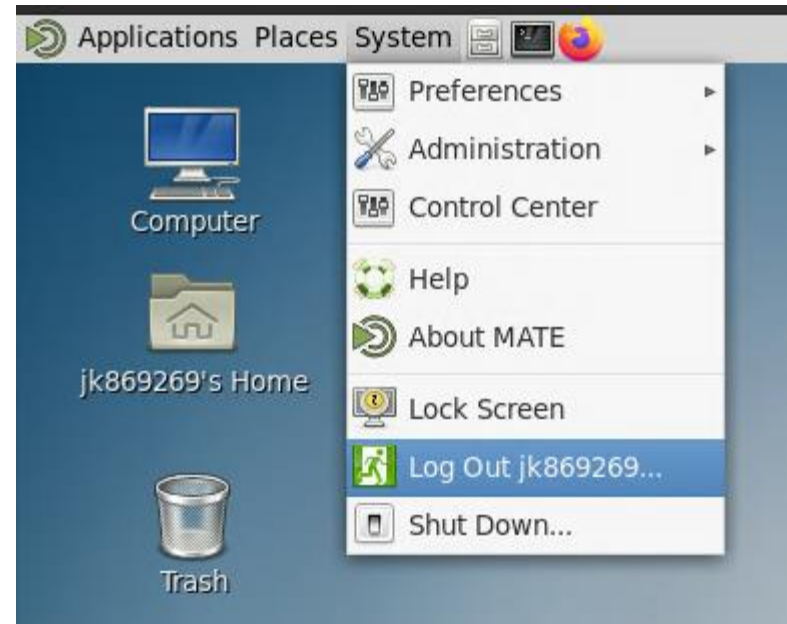 Applications Places System
Preferences
Administration
Computer
Control Center
Help
About MATE
jk869269's Home
Lock Screen
Log Out jk869269...
Shut Down...
Trash